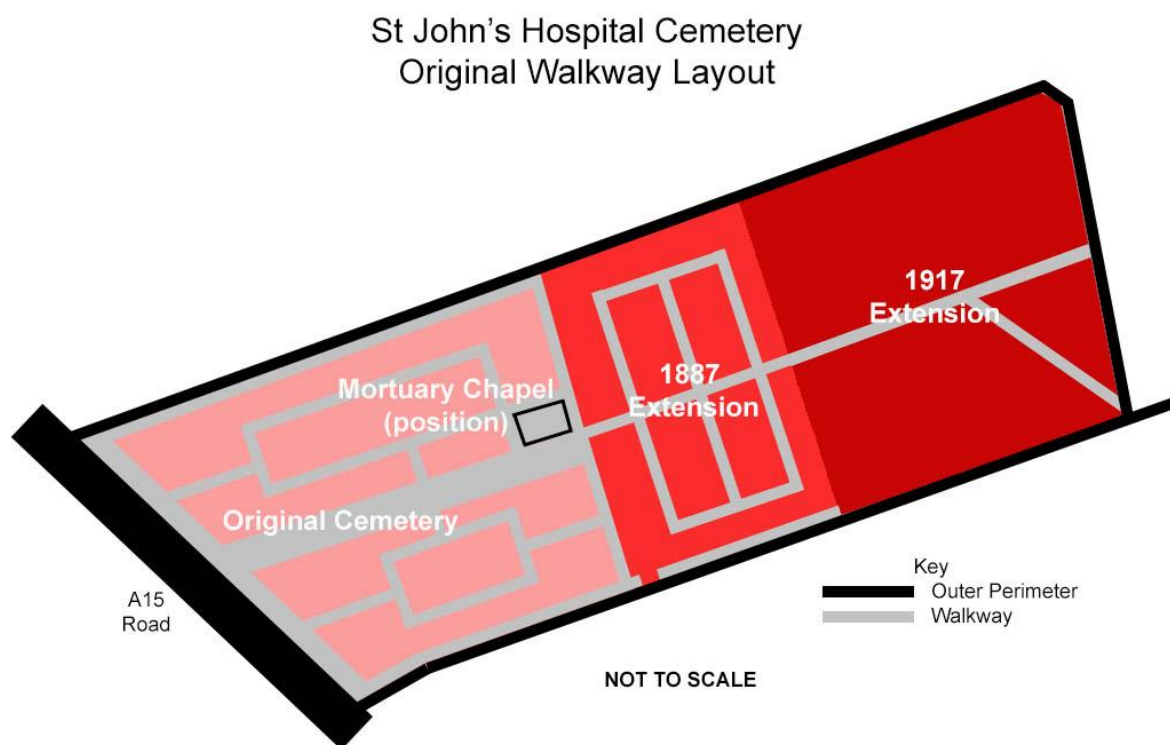 St John's Hospital Cemetery
Original Walkway Layout
1917
Extension
1887
Extension
Mortuary Chapel
(position)
Original Cemetery
A15
Road
Key
Outer Perimeter
Walkway
NOT TO SCALE